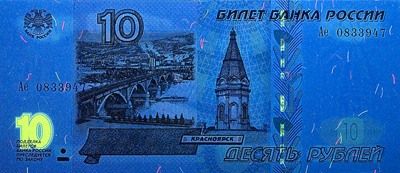 БИЛЕТ БАНКА РОССИИ
10
Ае 0833947
Ае 0833947
КРАСНОЯРСК
10
ПОДДЕЛКА
БИЛЕТОВ
БАНКА РОССИИ
ПРЕСЛЕДУЕТСЯ
ПО ЗАКОНУ
10
ДЕСЯТЬ РУБЛЕЙ